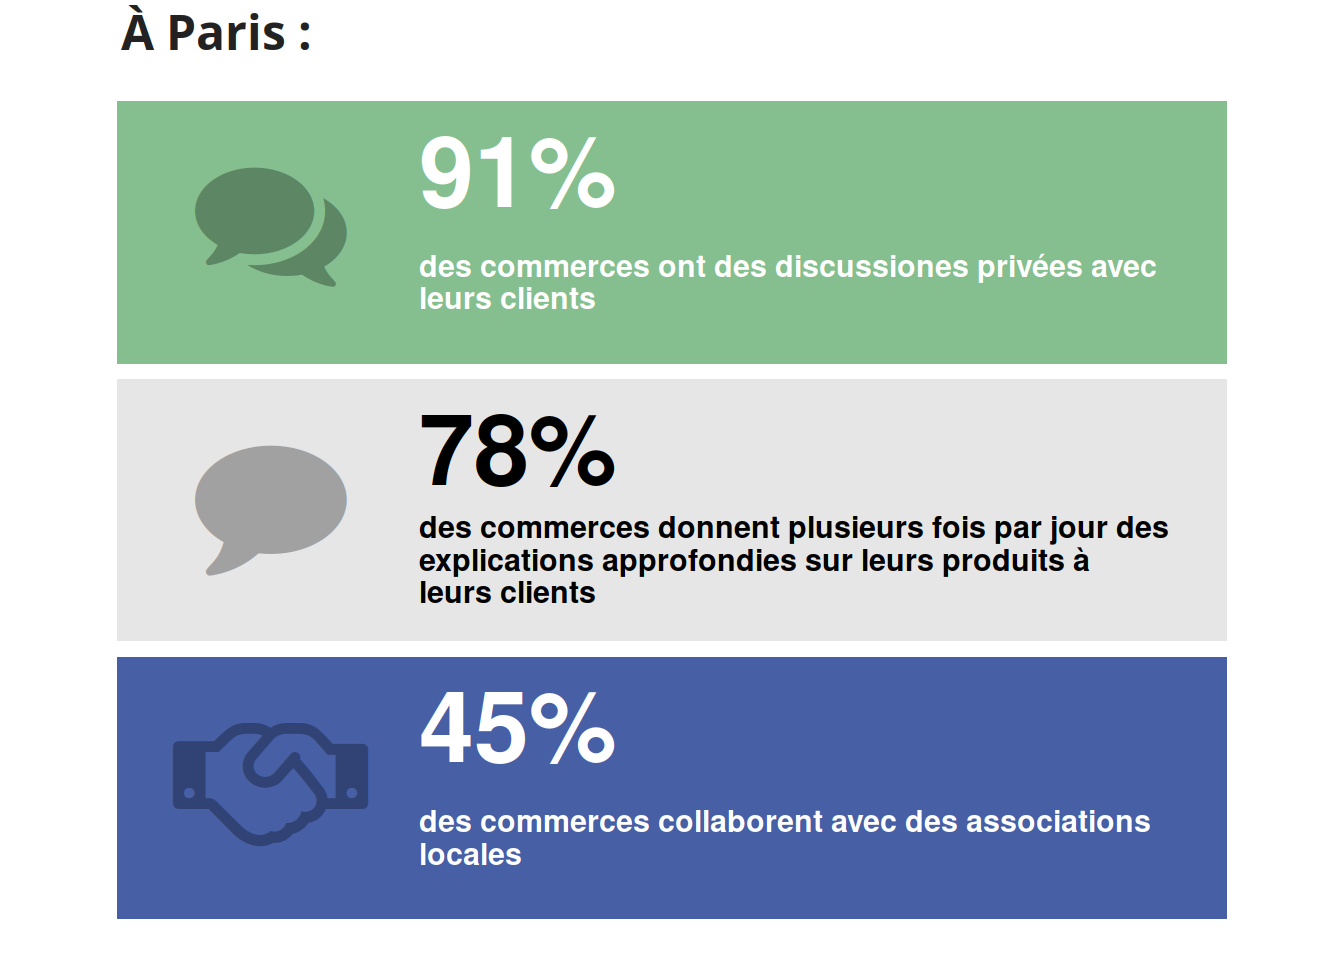 À Paris :
91%
des commerces ont des discussiones privées avec
leurs clients
78%
des commerces donnent plusieurs fois par jour des
explications approfondies sur leurs produits à
leurs clients
45%
des commerces collaborent avec des associations
locales